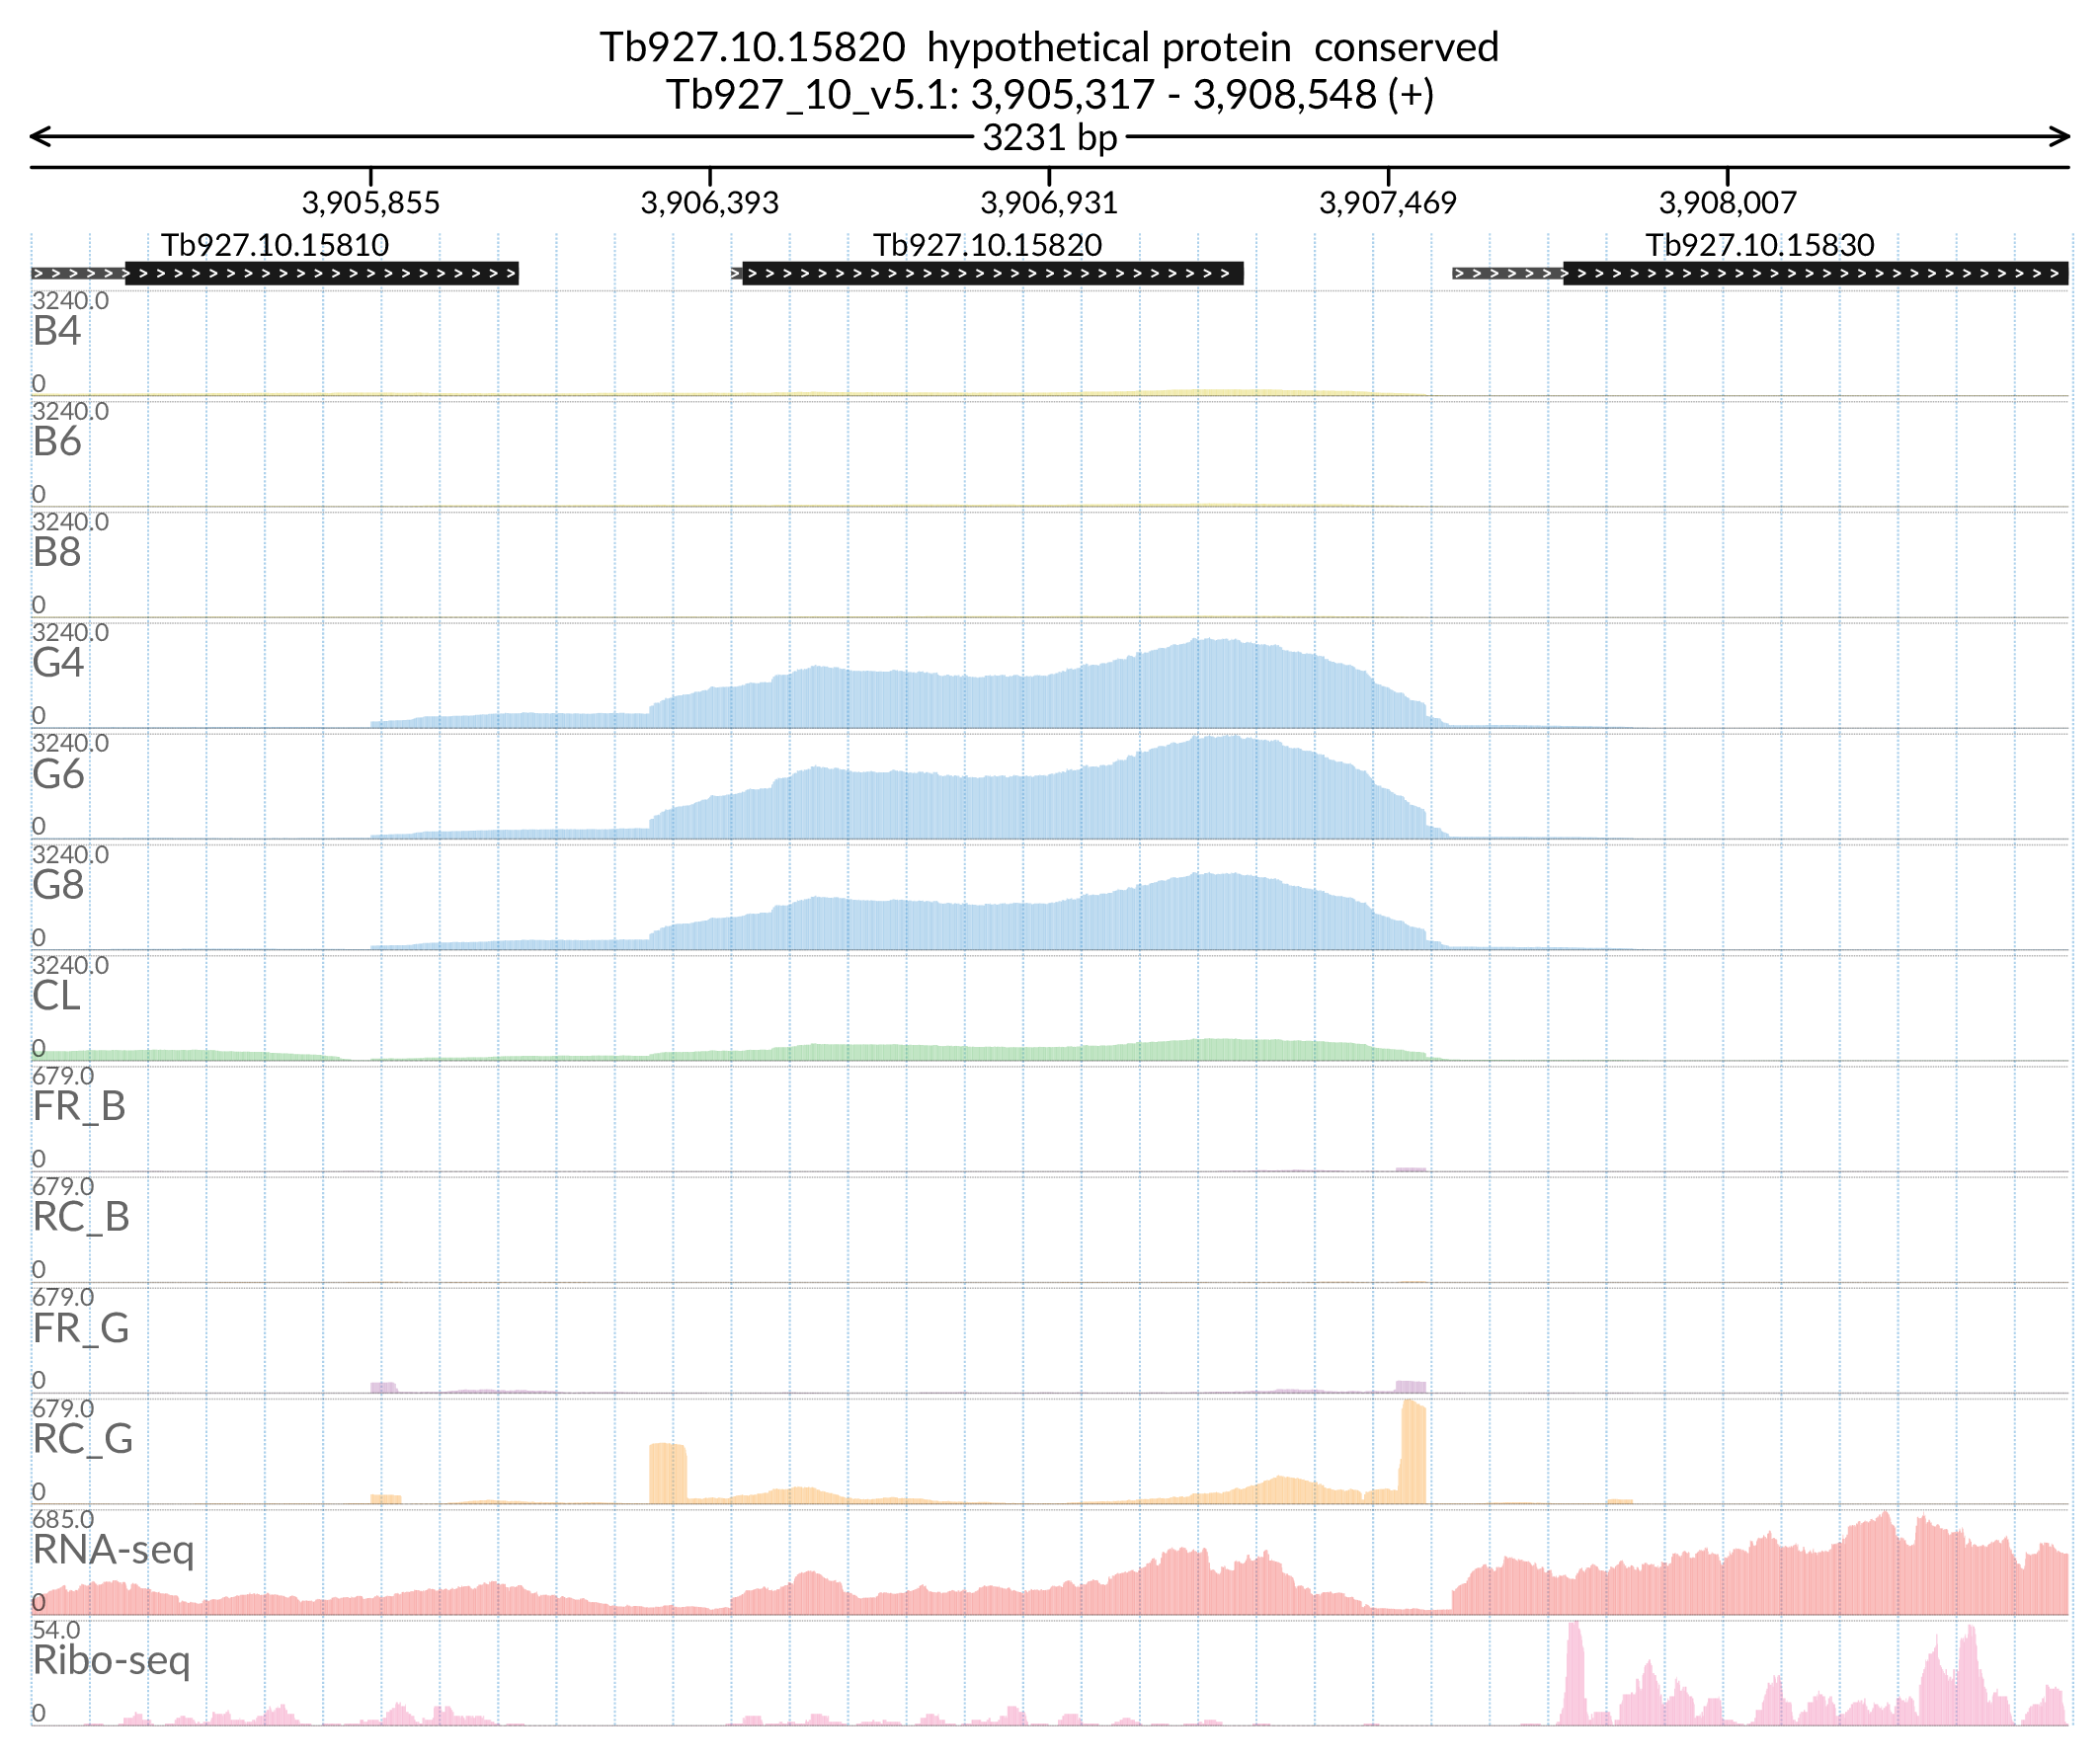 Tb927.10.15820 hypothetical protein conserved
Tb927_10_v5.1: 3,905,317 - 3,908,548 (+)
3231 bp
3,905,855 3,906,393 3,906,931 3,907,469 3,908,007
Tb927.10.15810 Tb927.10.15820 Tb927.10.15830
3240.0
B4
0
3240.0
B6
0
3240.0
B8
0
3240.0
G4
0
3240.0
G6
0
3240.0
G8
0
3240.0
CL
0
679.0
FR_B
0
679.0
RC_B
0
679.0
FR_G
0
679.0
RC_G
0
685.0
RNA-seq
0
54.0
Ribo-seq
0